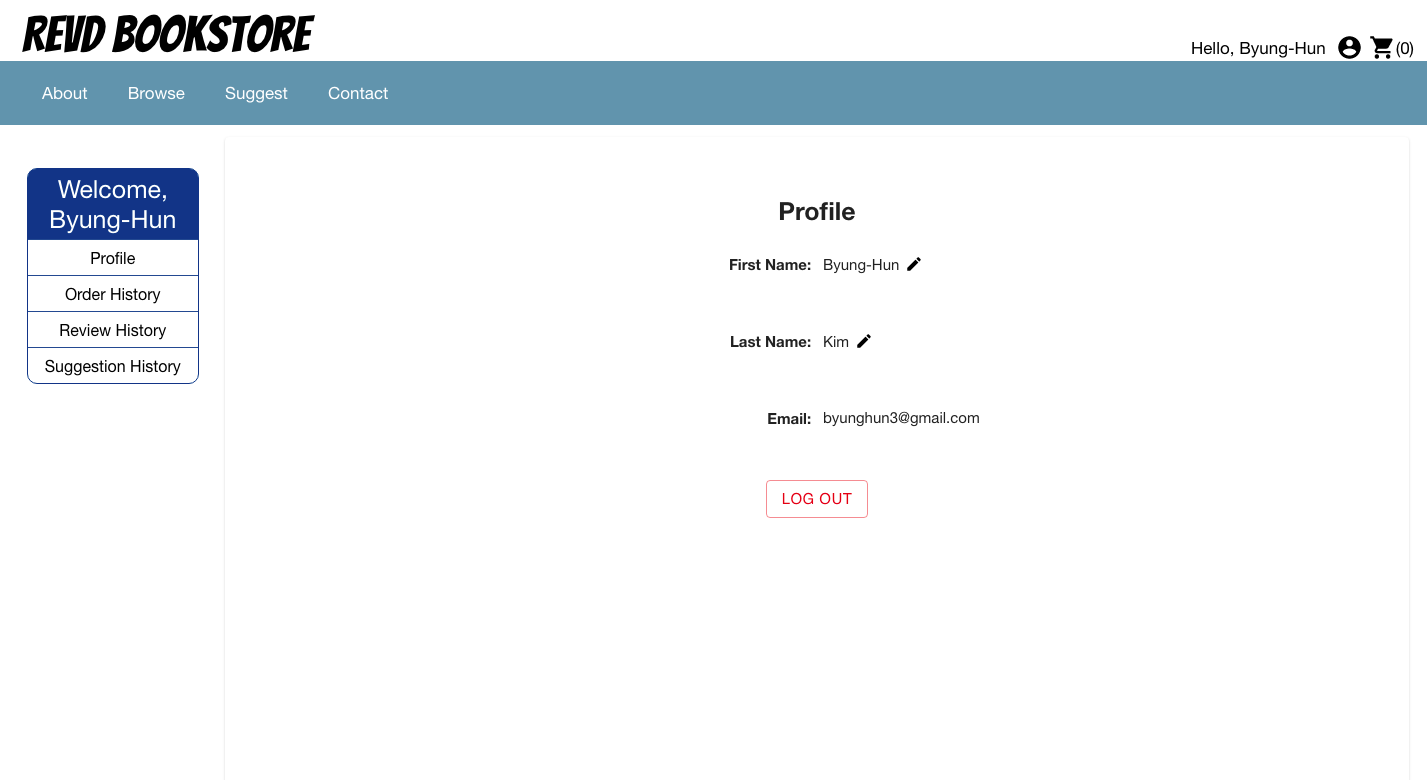 REVD BOOKSTORE
Hello, Byung-Hun (0)
About Browse Suggest Contact
Welcome,
Byung-Hun
Profile
Order History
Review History
Suggestion History
Profile
First Name: Byung-Hun
Last Name: Kim
Email: byunghun3@gmail.com
LOG OUT